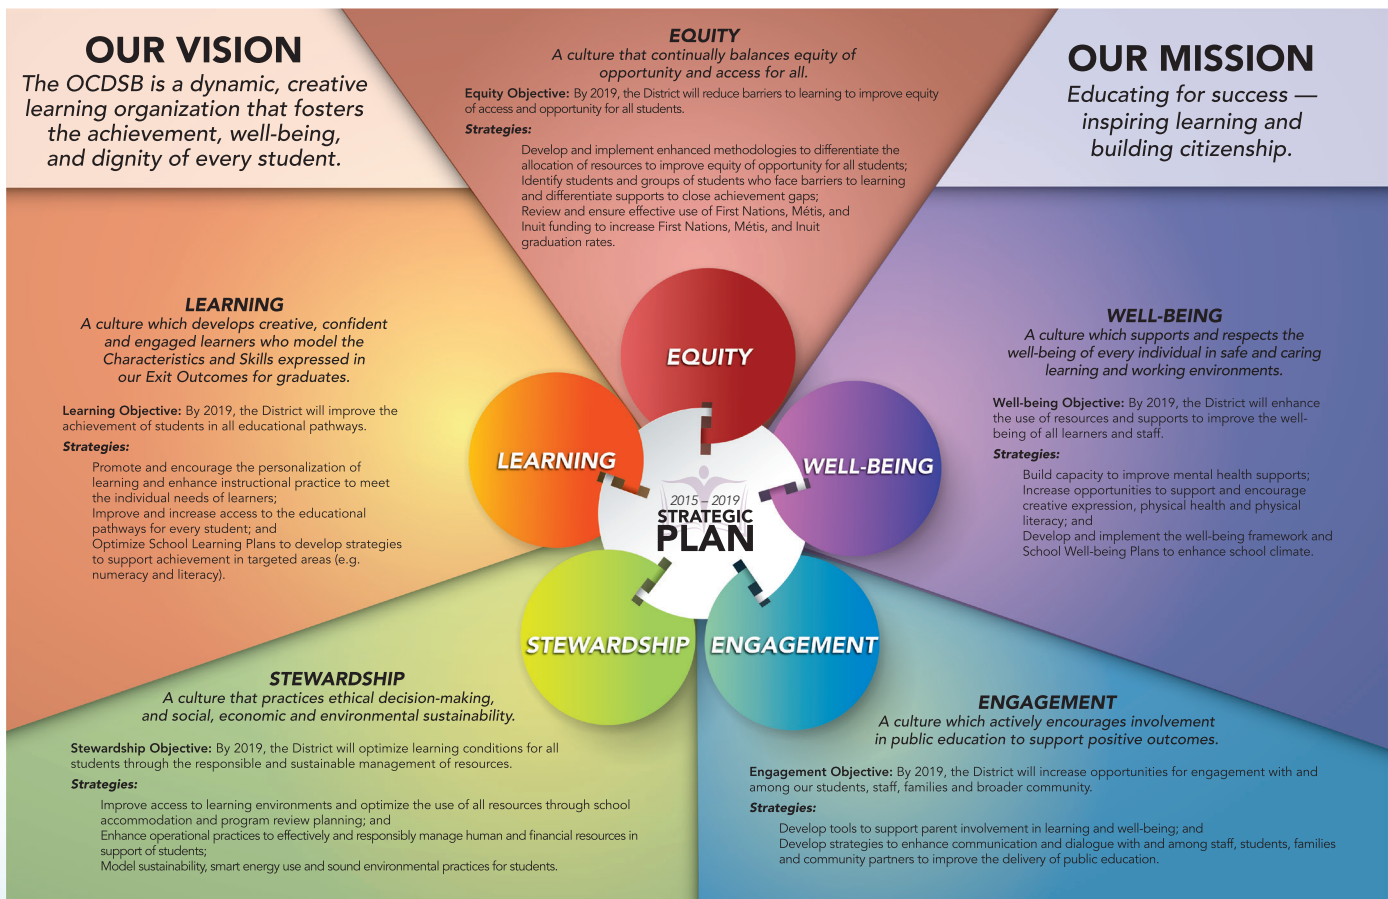 OUR VISION
The OCDSB is a dynamic, creative
learning organization that fosters
the achievement, well-being,
and dignity of every student.
EQUITY
A culture that continually balances equity of
opportunity and access for all.
Equity Objective: By 2019, the District will reduce barriers to learning to improve equity
of access and opportunity for all students.
Strategies:
Develop and implement enhanced methodologies to differentiate the
allocation of resources to improve equity of opportunity for all students;
Identify students and groups of students who face barriers to learning
and differentiate supports to close achievement gaps;
Review and ensure effective use of First Nations, Métis, and
Inuit funding to increase First Nations, Métis, and Inuit
graduation rates.
OUR MISSION
Educating for success —
inspiring learning and
building citizenship.
LEARNING
A culture which develops creative, confident
and engaged learners who model the
Characteristics and Skills expressed in
our Exit Outcomes for graduates.
Learning Objective: By 2019, the District will improve the
achievement of students in all educational pathways.
Strategies:
Promote and encourage the personalization of
learning and enhance instructional practice to meet
the individual needs of learners;
Improve and increase access to the educational
pathways for every student; and
Optimize School Learning Plans to develop strategies
to support achievement in targeted areas (e.g.
numeracy and literacy).
EQUITY
LEARNING
WELL-BEING
2015 – 2019
STRATEGIC
PLAN
STEWARDSHIP
ENGAGEMENT
WELL-BEING
A culture which supports and respects the
well-being of every individual in safe and caring
learning and working environments.
Well-being Objective: By 2019, the District will enhance
the use of resources and supports to improve the well-
being of all learners and staff.
Strategies:
Build capacity to improve mental health supports;
Increase opportunities to support and encourage
creative expression, physical health and physical
literacy; and
Develop and implement the well-being framework and
School Well-being Plans to enhance school climate.
STEWARDSHIP
A culture that practices ethical decision-making,
and social, economic and environmental sustainability.
Stewardship Objective: By 2019, the District will optimize learning conditions for all
students through the responsible and sustainable management of resources.
Strategies:
Improve access to learning environments and optimize the use of all resources through school
accommodation and program review planning; and
Enhance operational practices to effectively and responsibly manage human and financial resources in
support of students;
Model sustainability, smart energy use and sound environmental practices for students.
ENGAGEMENT
A culture which actively encourages involvement
in public education to support positive outcomes.
Engagement Objective: By 2019, the District will increase opportunities for engagement with and
among our students, staff, families and broader community.
Strategies:
Develop tools to support parent involvement in learning and well-being; and
Develop strategies to enhance communication and dialogue with and among staff, students, families
and community partners to improve the delivery of public education.